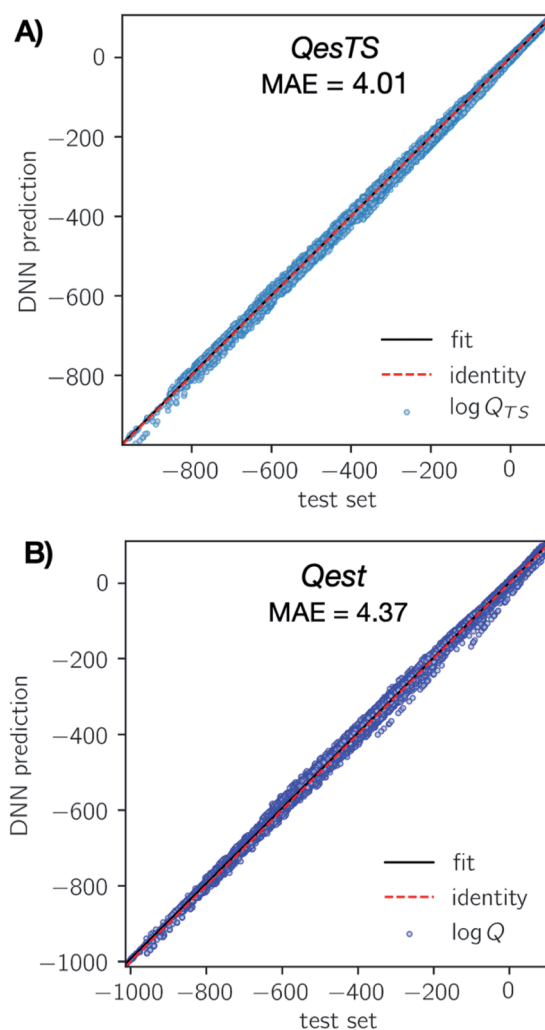 A)
QesTS
MAE = 4.01
DNN prediction
0
−200
−400
−600
−800
fit
identity
log Q_TS
−800 −600 −400 −200 0
test set
B)
Qest
MAE = 4.37
DNN prediction
0
−200
−400
−600
−800
−1000
fit
identity
log Q
−1000 −800 −600 −400 −200 0
test set